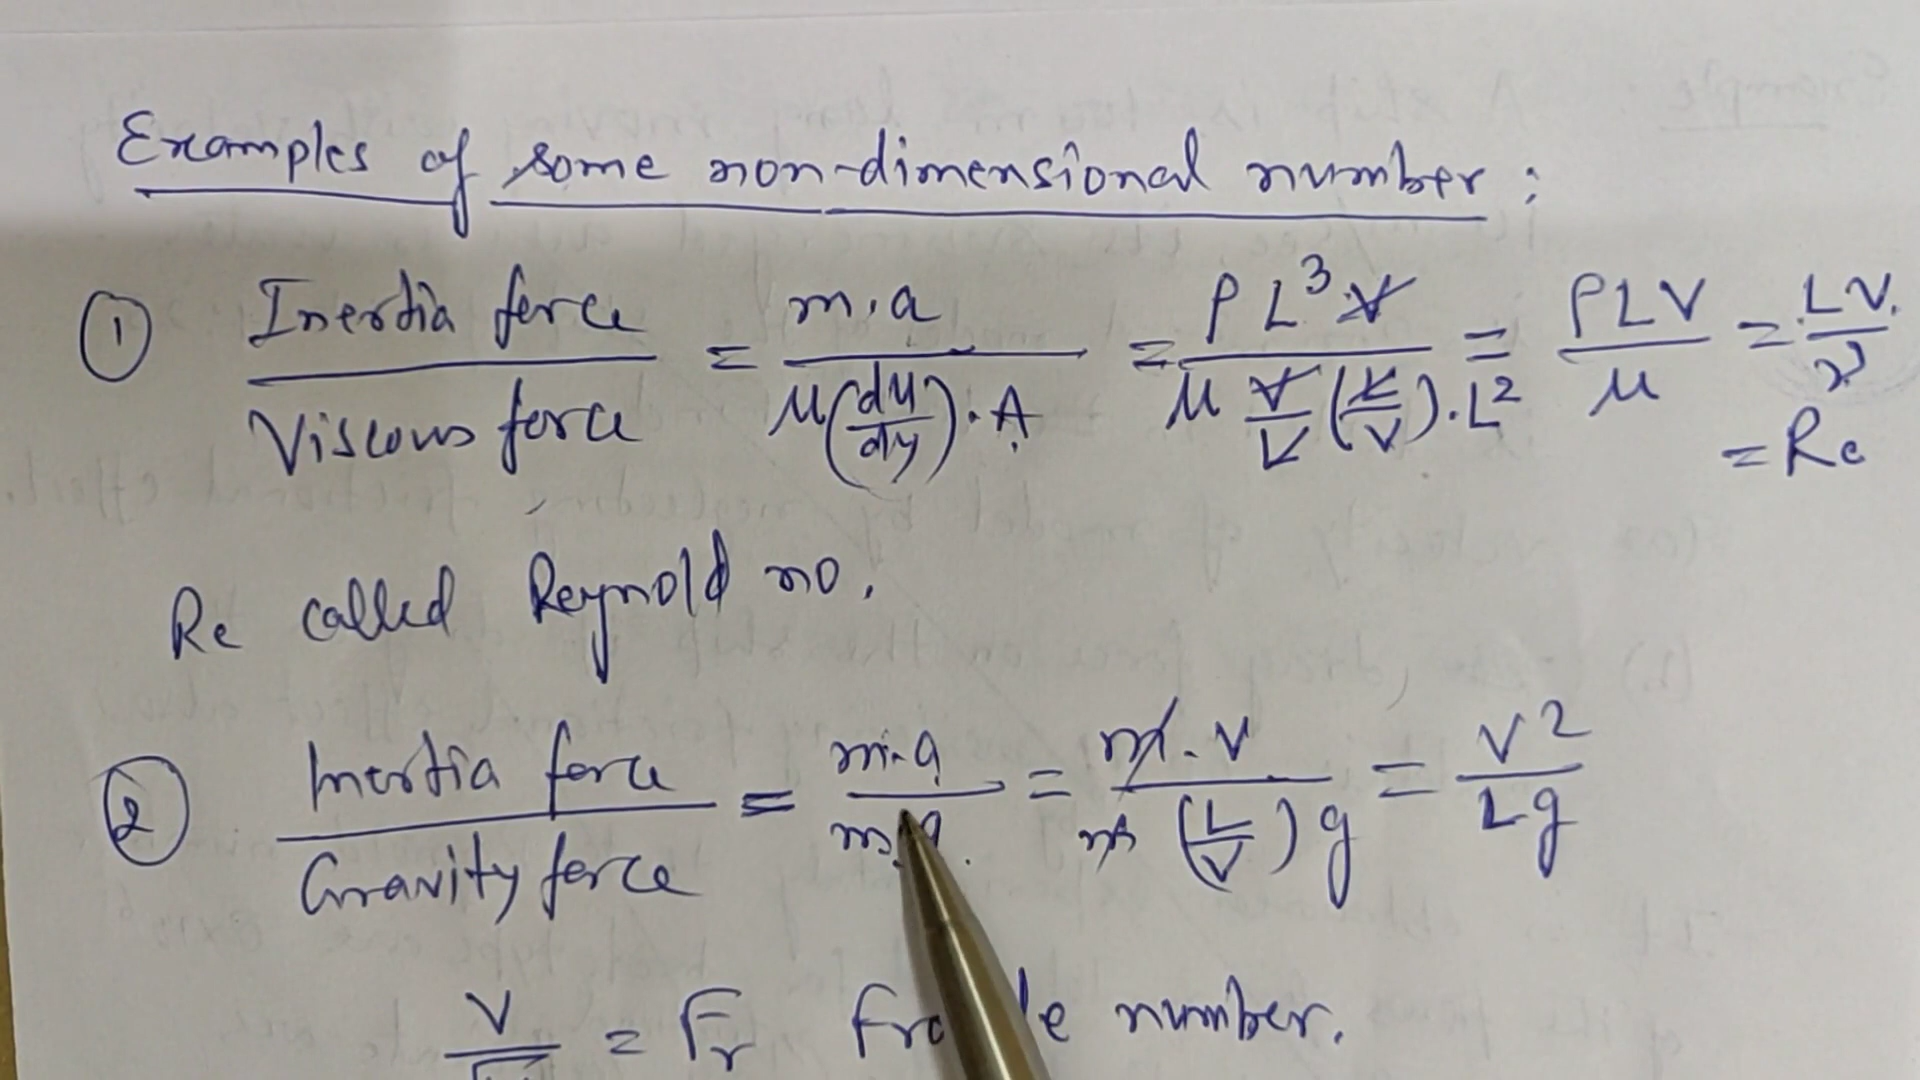 Examples of some non-dimensional number :
① Inertia force / Viscous force = m.a / μ(du/dy).A = ρ L³ V / μ V/L (L/V).L² = ρLV / μ = LV / ν
= Re
Re called Reynold no.
② Inertia force / Gravity force = m.a / m. = m.V / m (L/V) g = V² / Lg
V / √ = Fr number.